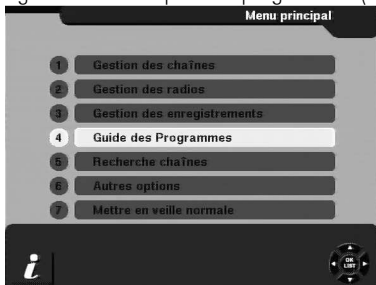 Menu principal
1 Gestion des chaînes
2 Gestion des radios
3 Gestion des enregistrements
4 Guide des Programmes
5 Recherche chaînes
6 Autres options
7 Mettre en veille normale
i
OK
LIST